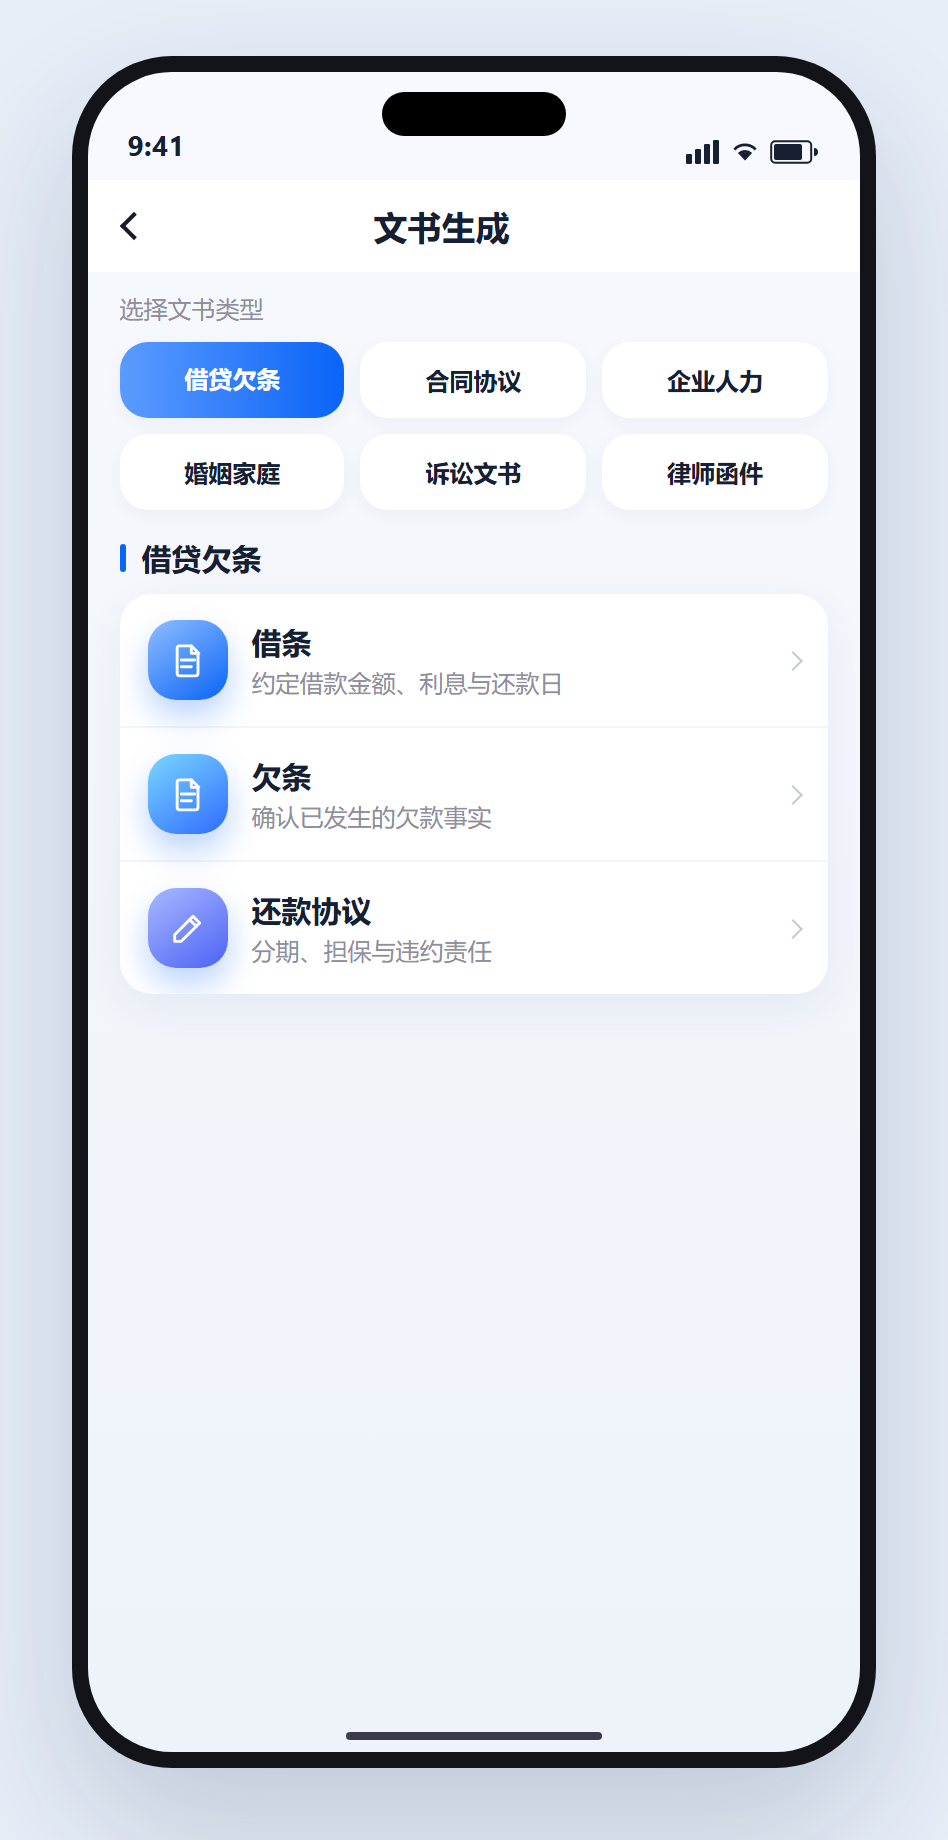 9:41
文书生成
选择文书类型
借贷欠条
合同协议
企业人力
婚姻家庭
诉讼文书
律师函件
借贷欠条
借条
约定借款金额、利息与还款日
欠条
确认已发生的欠款事实
还款协议
分期、担保与违约责任